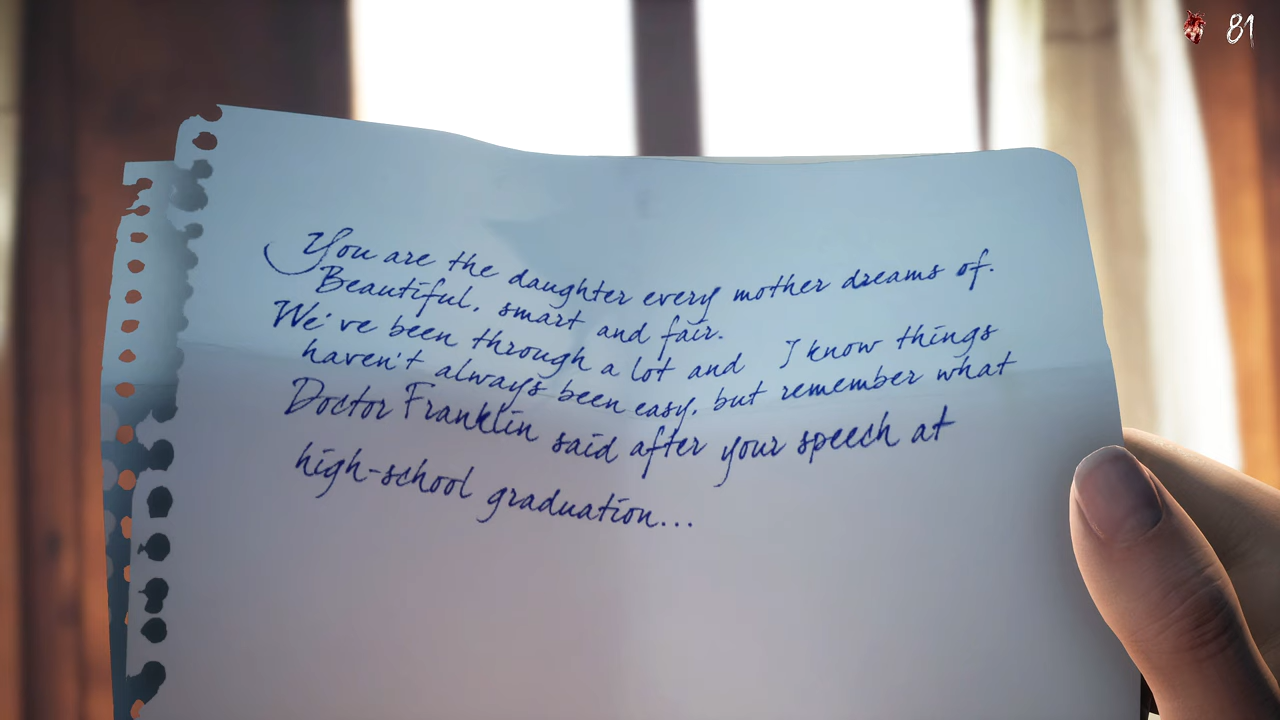 81
You are the daughter every mother dreams of.
Beautiful, smart and fair.
We've been through a lot and I know things
haven't always been easy, but remember what
Doctor Franklin said after your speech at
high-school graduation...